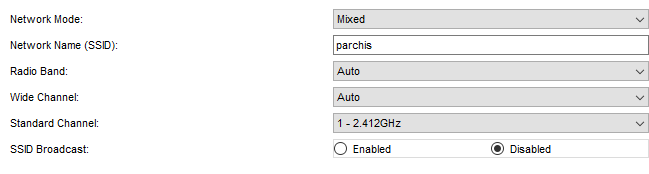 Network Mode: Mixed
Network Name (SSID): parchis
Radio Band: Auto
Wide Channel: Auto
Standard Channel: 1 - 2.412GHz
SSID Broadcast: Enabled Disabled